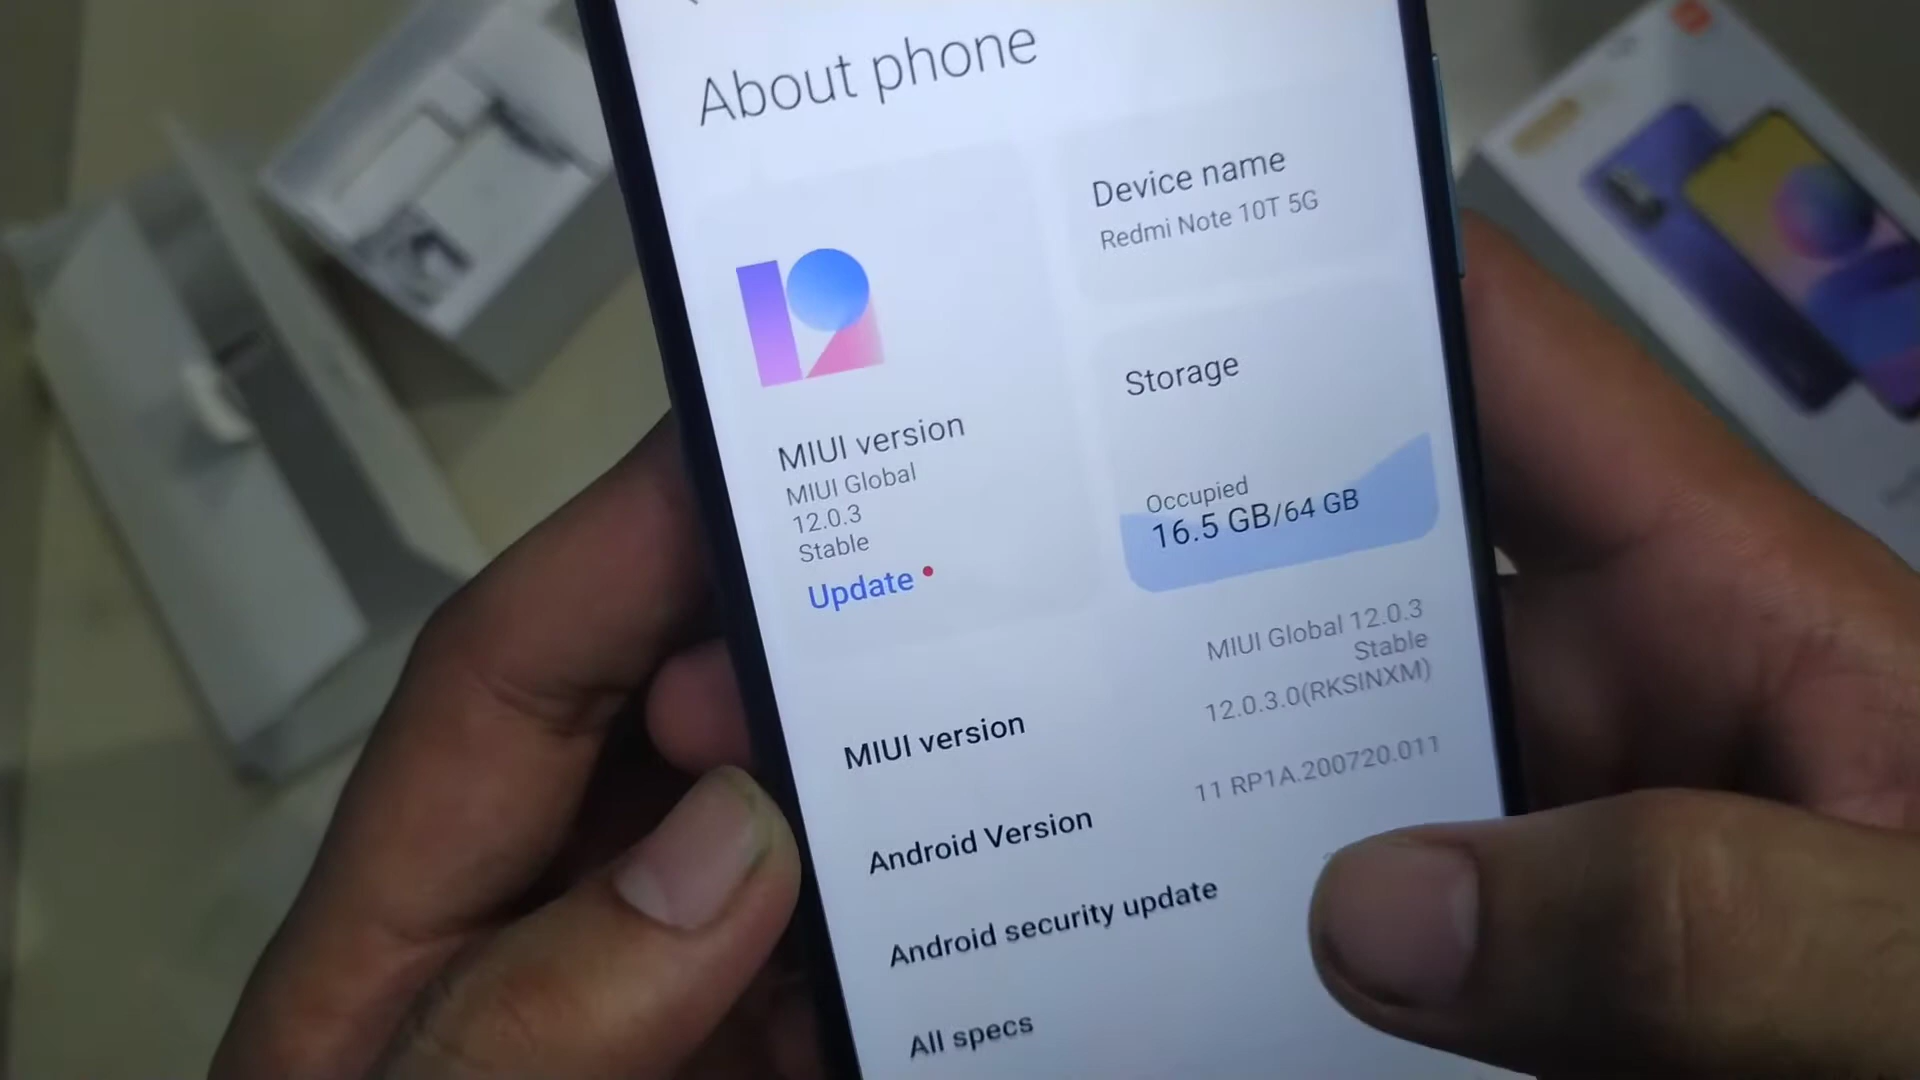 About phone
Device name
Redmi Note 10T 5G
MIUI version
MIUI Global
12.0.3
Stable
Update
Storage
Occupied
16.5 GB/64 GB
MIUI version
MIUI Global 12.0.3
Stable
12.0.3.0(RKSINXM)
Android Version
11 RP1A.200720.011
Android security update
All specs